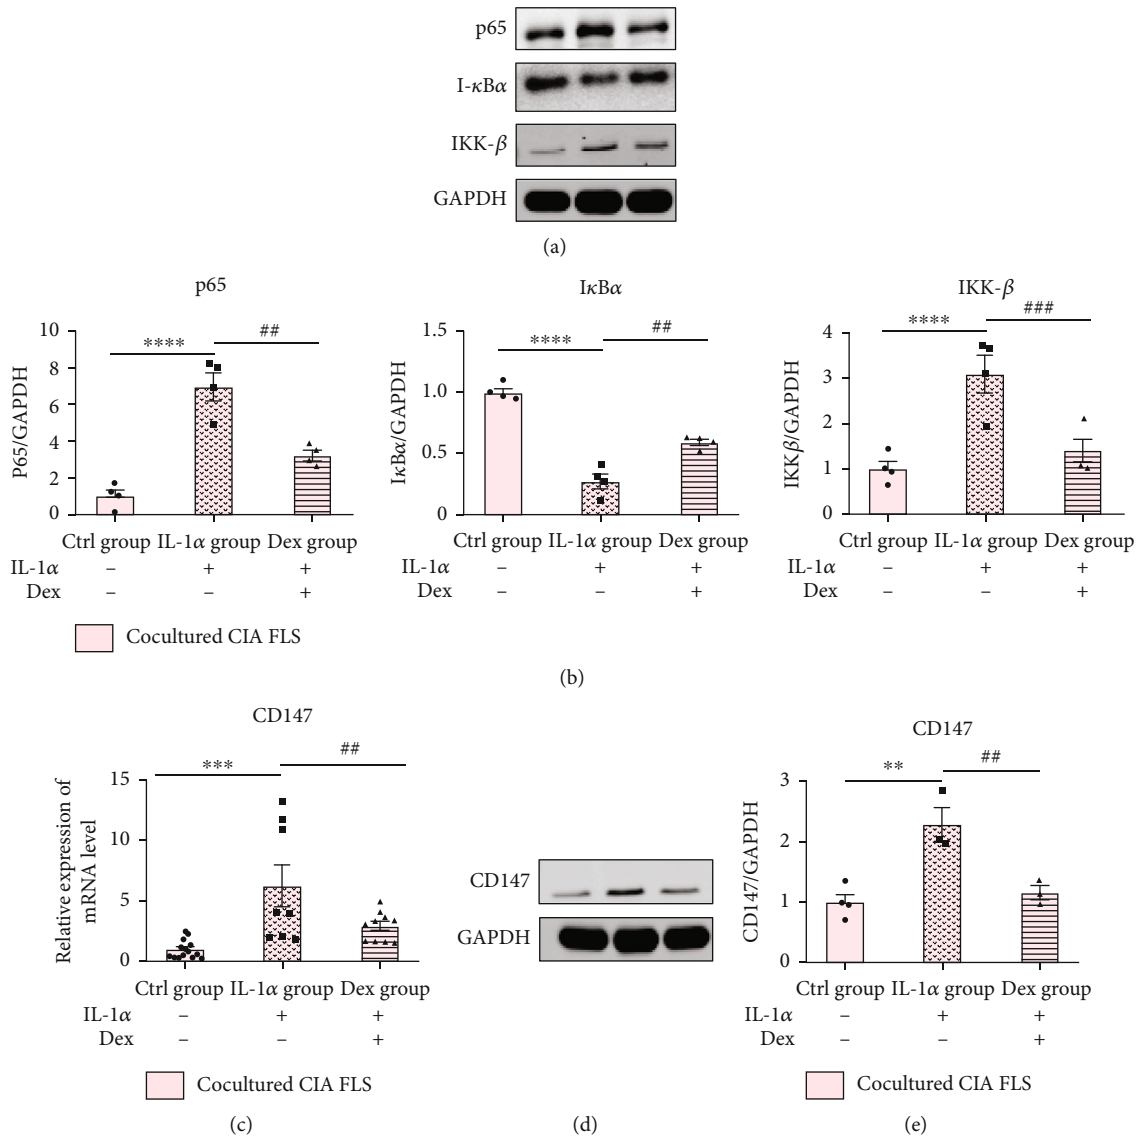 p65
I-κBα
IKK-β
GAPDH
(a)
p65
P65/GAPDH
10
8
6
4
2
0
****
##
Ctrl group IL-1α group Dex group
IL-1α – + +
Dex – – +
IκBα
IκBα/GAPDH
1.5
1.0
0.5
0
****
##
Ctrl group IL-1α group Dex group
IL-1α – + +
Dex – – +
IKK-β
IKKβ/GAPDH
4
3
2
1
0
****
###
Ctrl group IL-1α group Dex group
IL-1α – + +
Dex – – +
Cocultured CIA FLS
(b)
CD147
Relative expression of
mRNA level
15
10
5
0
***
##
Ctrl group IL-1α group Dex group
IL-1α – + +
Dex – – +
Cocultured CIA FLS
(c)
CD147
GAPDH
(d)
CD147
CD147/GAPDH
3
2
1
0
**
##
Ctrl group IL-1α group Dex group
IL-1α – + +
Dex – – +
Cocultured CIA FLS
(e)